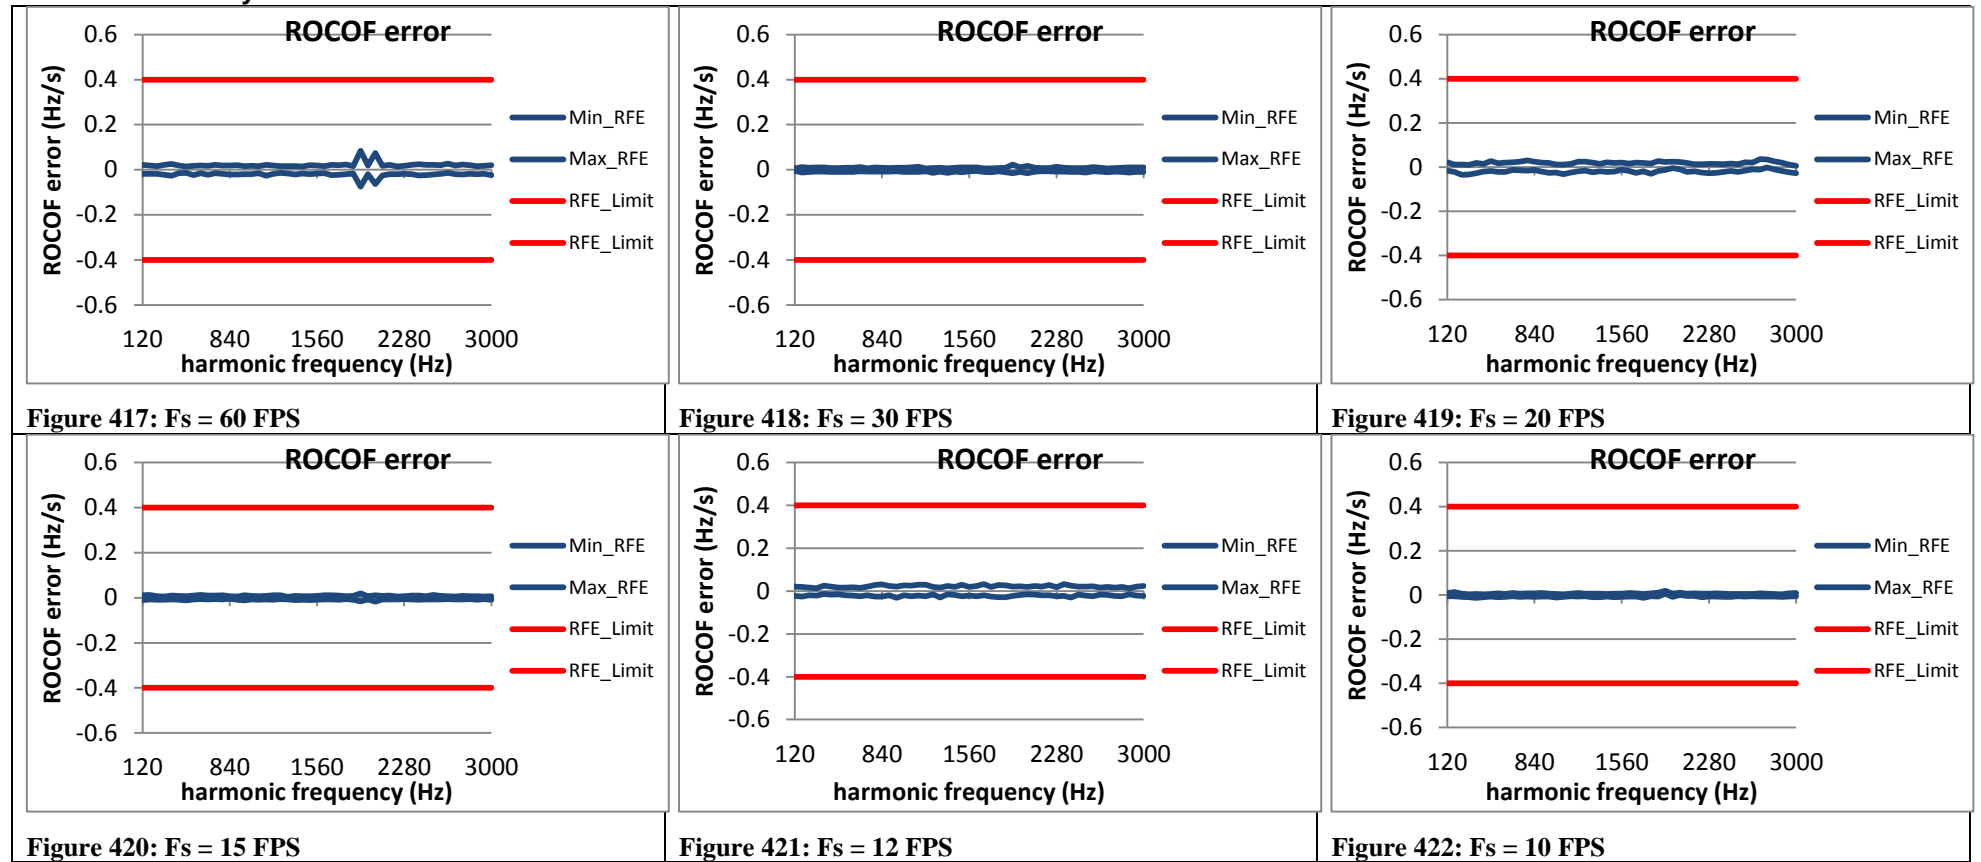 ROCOF error
ROCOF error (Hz/s)
0.6
0.4
0.2
0
-0.2
-0.4
-0.6
120 840 1560 2280 3000
harmonic frequency (Hz)
Min_RFE
Max_RFE
RFE_Limit
RFE_Limit
Figure 417: Fs = 60 FPS
ROCOF error
ROCOF error (Hz/s)
0.6
0.4
0.2
0
-0.2
-0.4
-0.6
120 840 1560 2280 3000
harmonic frequency (Hz)
Min_RFE
Max_RFE
RFE_Limit
RFE_Limit
Figure 418: Fs = 30 FPS
ROCOF error
ROCOF error (Hz/s)
0.6
0.4
0.2
0
-0.2
-0.4
-0.6
120 840 1560 2280 3000
harmonic frequency (Hz)
Min_RFE
Max_RFE
RFE_Limit
RFE_Limit
Figure 419: Fs = 20 FPS
ROCOF error
ROCOF error (Hz/s)
0.6
0.4
0.2
0
-0.2
-0.4
-0.6
120 840 1560 2280 3000
harmonic frequency (Hz)
Min_RFE
Max_RFE
RFE_Limit
RFE_Limit
Figure 420: Fs = 15 FPS
ROCOF error
ROCOF error (Hz/s)
0.6
0.4
0.2
0
-0.2
-0.4
-0.6
120 840 1560 2280 3000
harmonic frequency (Hz)
Min_RFE
Max_RFE
RFE_Limit
RFE_Limit
Figure 421: Fs = 12 FPS
ROCOF error
ROCOF error (Hz/s)
0.6
0.4
0.2
0
-0.2
-0.4
-0.6
120 840 1560 2280 3000
harmonic frequency (Hz)
Min_RFE
Max_RFE
RFE_Limit
RFE_Limit
Figure 422: Fs = 10 FPS